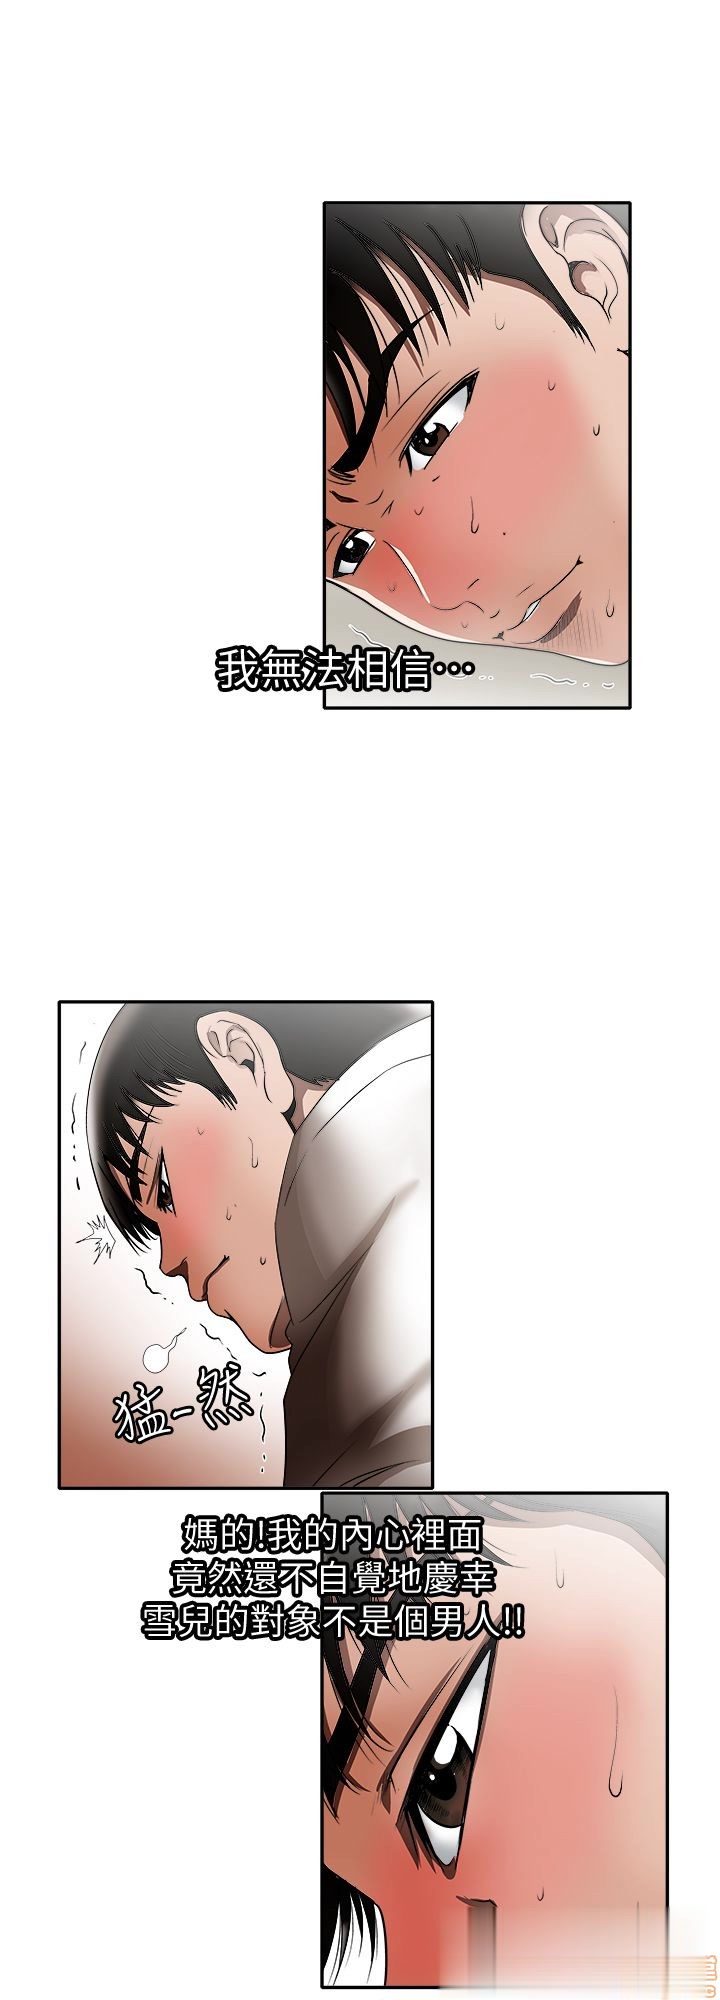 我無法相信⋯
猛-然
媽的!我的內心裡面
竟然還不自覺地慶幸
雪兒的對象不是個男人!!